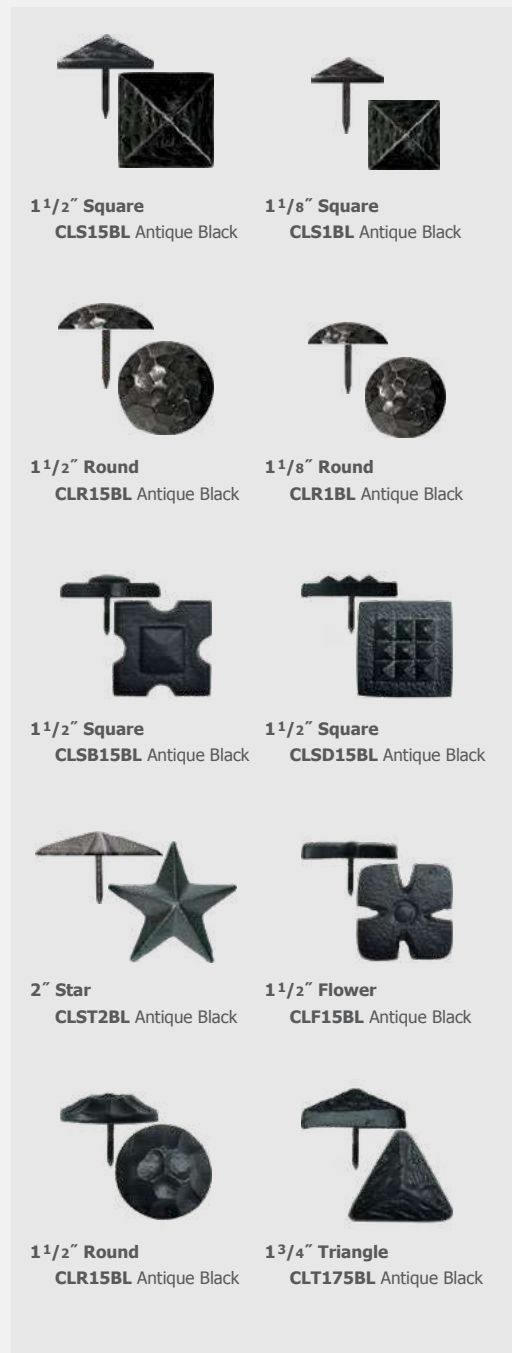 1 1/2″ Square
CLS15BL Antique Black
1 1/8″ Square
CLS1BL Antique Black
1 1/2″ Round
CLR15BL Antique Black
1 1/8″ Round
CLR1BL Antique Black
1 1/2″ Square
CLSB15BL Antique Black
1 1/2″ Square
CLSD15BL Antique Black
2″ Star
CLST2BL Antique Black
1 1/2″ Flower
CLF15BL Antique Black
1 1/2″ Round
CLR15BL Antique Black
1 3/4″ Triangle
CLT175BL Antique Black